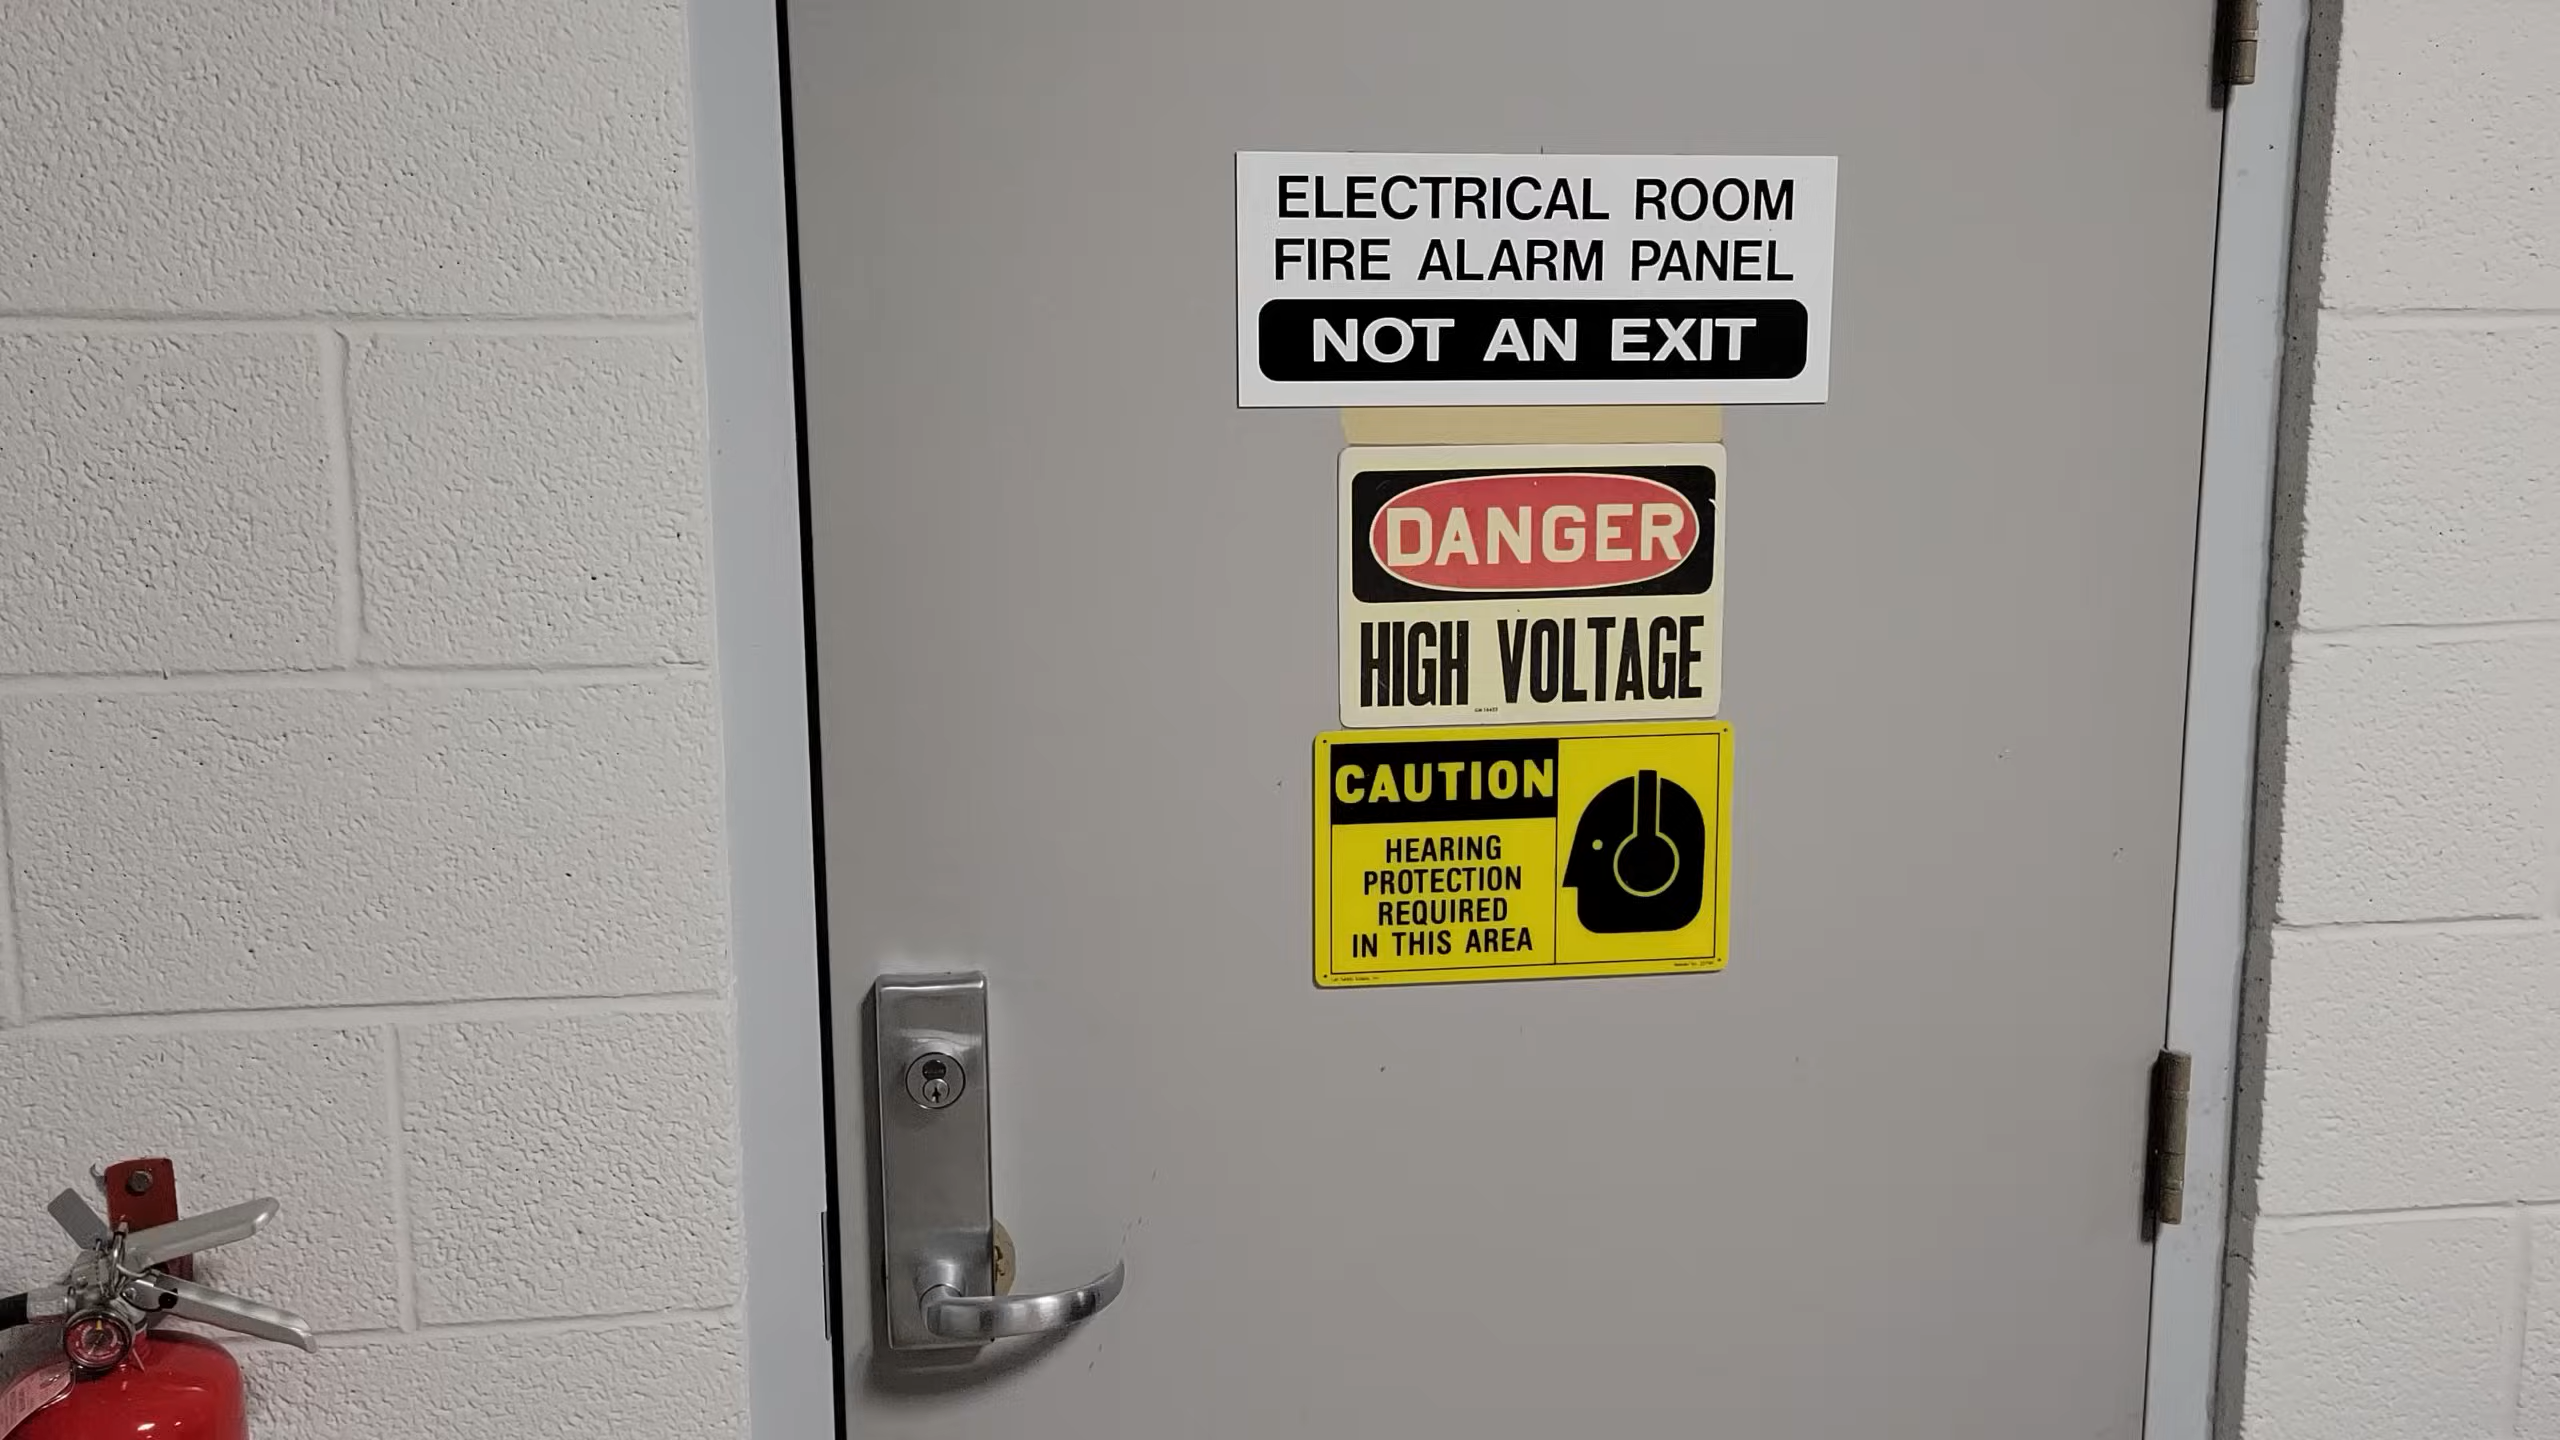 ELECTRICAL ROOM
FIRE ALARM PANEL
NOT AN EXIT
DANGER
HIGH VOLTAGE
CAUTION
HEARING
PROTECTION
REQUIRED
IN THIS AREA